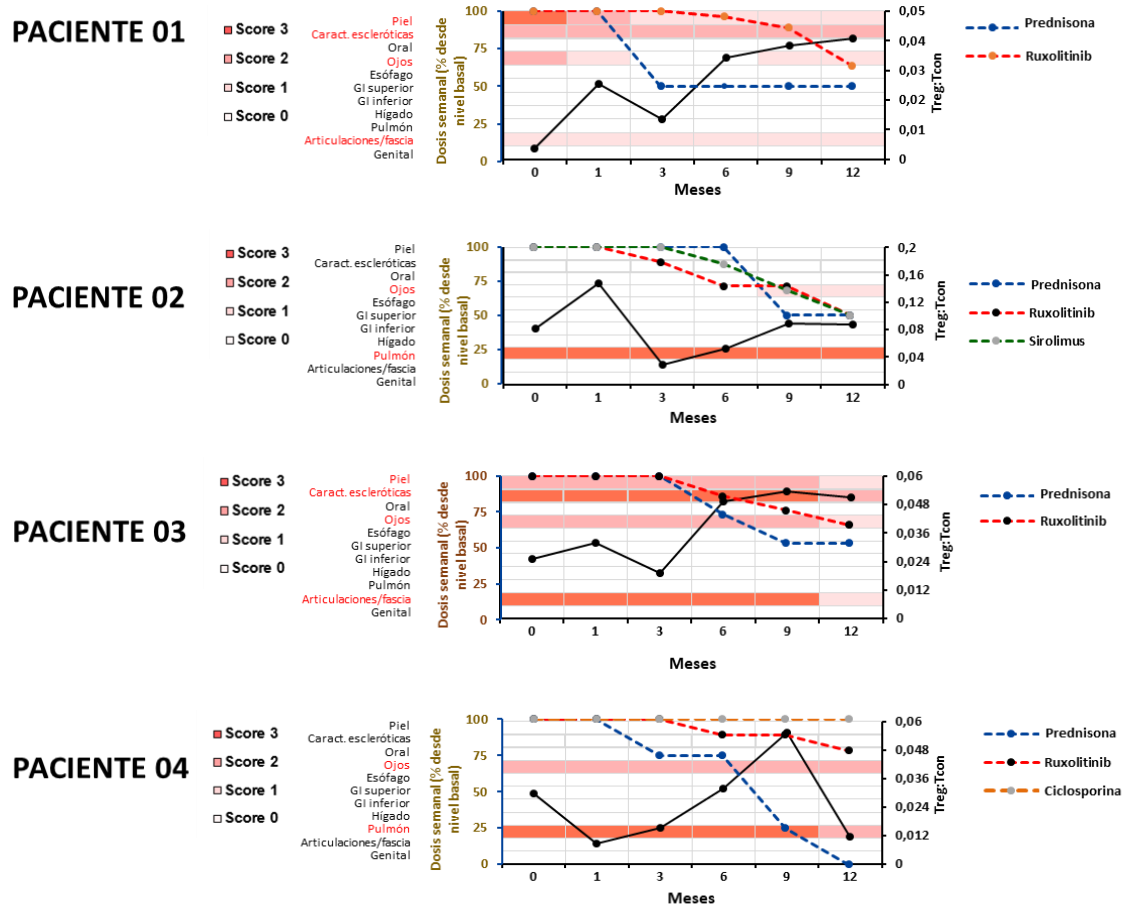 PACIENTE 01
Score 3
Score 2
Score 1
Score 0
Piel
Caract. escleróticas
Oral
Ojos
Esófago
GI superior
GI inferior
Hígado
Pulmón
Articulaciones/fascia
Genital
Dosis semanal (% desde
nivel basal)
100
75
50
25
0
0
1
3
6
9
12
Meses
0,05
0,04
0,03
0,02
0,01
0
Treg:Tcon
Prednisona
Ruxolitinib
PACIENTE 02
Score 3
Score 2
Score 1
Score 0
Piel
Caract. escleróticas
Oral
Ojos
Esófago
GI superior
GI inferior
Hígado
Pulmón
Articulaciones/fascia
Genital
Dosis semanal (% desde
nivel basal)
100
75
50
25
0
0
1
3
6
9
12
Meses
0,2
0,16
0,12
0,08
0,04
0
Treg:Tcon
Prednisona
Ruxolitinib
Sirolimus
PACIENTE 03
Score 3
Score 2
Score 1
Score 0
Piel
Caract. escleróticas
Oral
Ojos
Esófago
GI superior
GI inferior
Hígado
Pulmón
Articulaciones/fascia
Genital
Dosis semanal (% desde
nivel basal)
100
75
50
25
0
0
1
3
6
9
12
Meses
0,06
0,048
0,036
0,024
0,012
0
Treg:Tcon
Prednisona
Ruxolitinib
PACIENTE 04
Score 3
Score 2
Score 1
Score 0
Piel
Caract. escleróticas
Oral
Ojos
Esófago
GI superior
GI inferior
Hígado
Pulmón
Articulaciones/fascia
Genital
Dosis semanal (% desde
nivel basal)
100
75
50
25
0
0
1
3
6
9
12
Meses
0,06
0,048
0,036
0,024
0,012
0
Treg:Tcon
Prednisona
Ruxolitinib
Ciclosporina